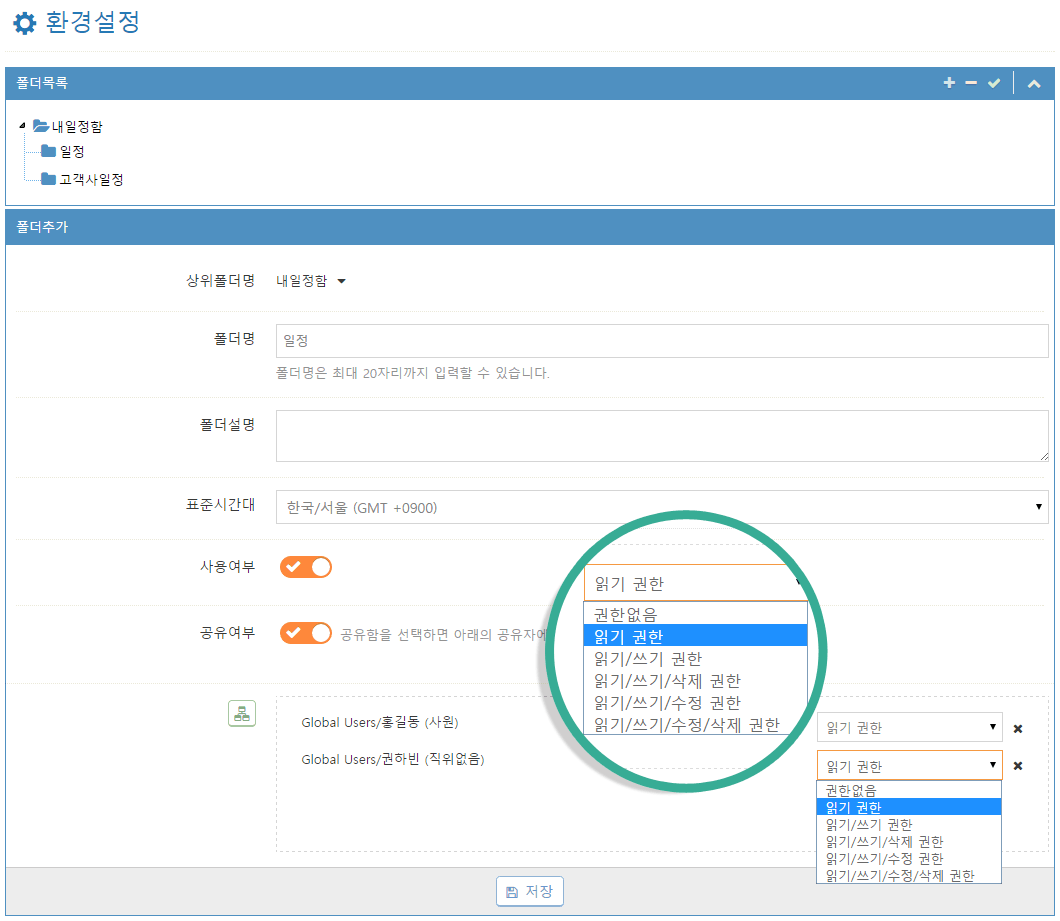 환경설정
폴더목록
내일정함
일정
고객사일정
폴더추가
상위폴더명 내일정함
폴더명 일정
폴더명은 최대 20자리까지 입력할 수 있습니다.
폴더설명
표준시간대 한국/서울 (GMT +0900)
사용여부
공유여부 공유함을 선택하면 아래의 공유자에
읽기 권한
권한없음
읽기 권한
읽기/쓰기 권한
읽기/쓰기/삭제 권한
읽기/쓰기/수정 권한
읽기/쓰기/수정/삭제 권한
Global Users/홍길동 (사원) 읽기 권한
Global Users/권하빈 (직위없음) 읽기 권한
권한없음
읽기 권한
읽기/쓰기 권한
읽기/쓰기/삭제 권한
읽기/쓰기/수정 권한
읽기/쓰기/수정/삭제 권한
저장